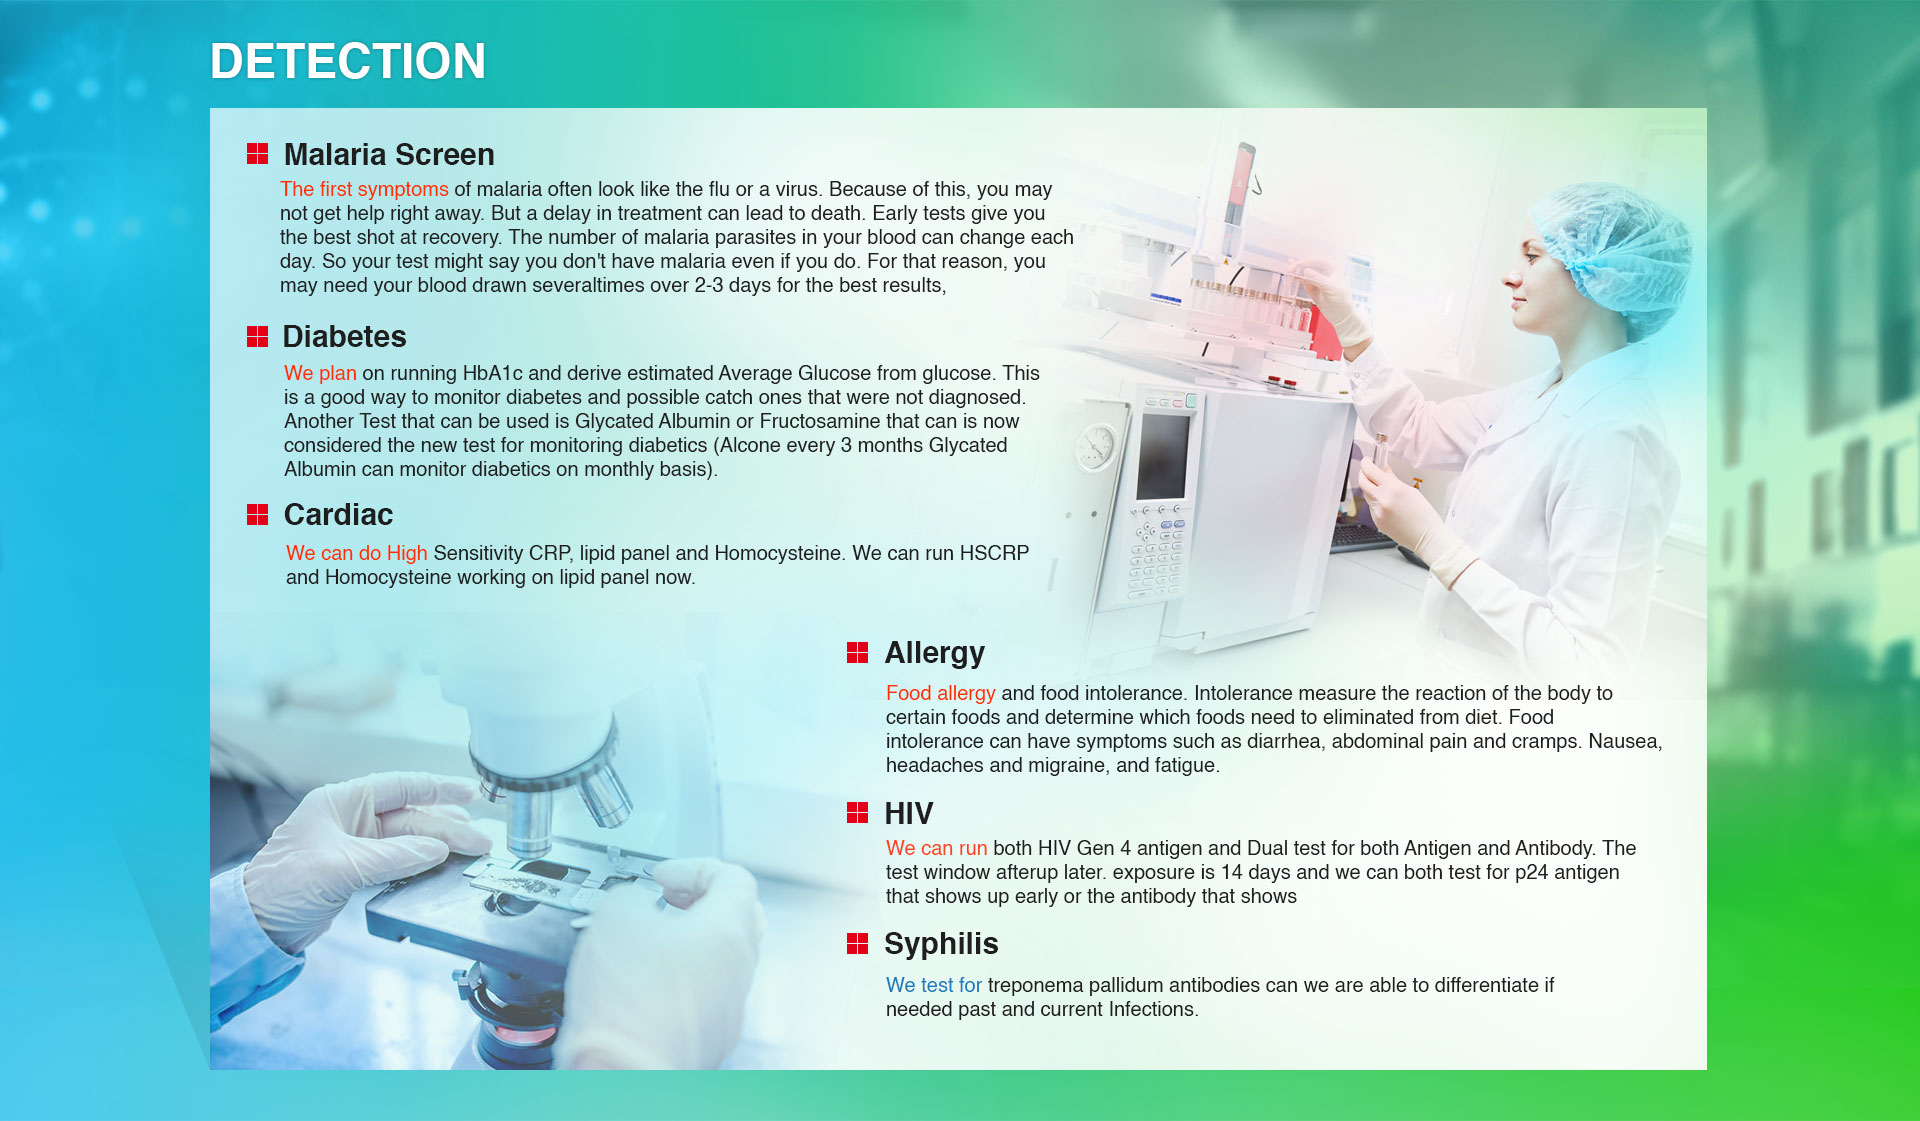 DETECTION
Malaria Screen
The first symptoms of malaria often look like the flu or a virus. Because of this, you may
not get help right away. But a delay in treatment can lead to death. Early tests give you
the best shot at recovery. The number of malaria parasites in your blood can change each
day. So your test might say you don't have malaria even if you do. For that reason, you
may need your blood drawn severaltimes over 2-3 days for the best results,
Diabetes
We plan on running HbA1c and derive estimated Average Glucose from glucose. This
is a good way to monitor diabetes and possible catch ones that were not diagnosed.
Another Test that can be used is Glycated Albumin or Fructosamine that can is now
considered the new test for monitoring diabetics (Alcone every 3 months Glycated
Albumin can monitor diabetics on monthly basis).
Cardiac
We can do High Sensitivity CRP, lipid panel and Homocysteine. We can run HSCRP
and Homocysteine working on lipid panel now.
Allergy
Food allergy and food intolerance. Intolerance measure the reaction of the body to
certain foods and determine which foods need to eliminated from diet. Food
intolerance can have symptoms such as diarrhea, abdominal pain and cramps. Nausea,
headaches and migraine, and fatigue.
HIV
We can run both HIV Gen 4 antigen and Dual test for both Antigen and Antibody. The
test window afterup later. exposure is 14 days and we can both test for p24 antigen
that shows up early or the antibody that shows
Syphilis
We test for treponema pallidum antibodies can we are able to differentiate if
needed past and current Infections.